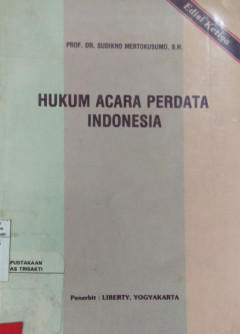 Edisi Ketiga
PROF. DR. SUDIKNO MERTOKUSUMO, S.H.
HUKUM ACARA PERDATA
INDONESIA
PUSTAKAAN
AS TRISAKTI
Penerbit : LIBERTY, YOGYAKARTA